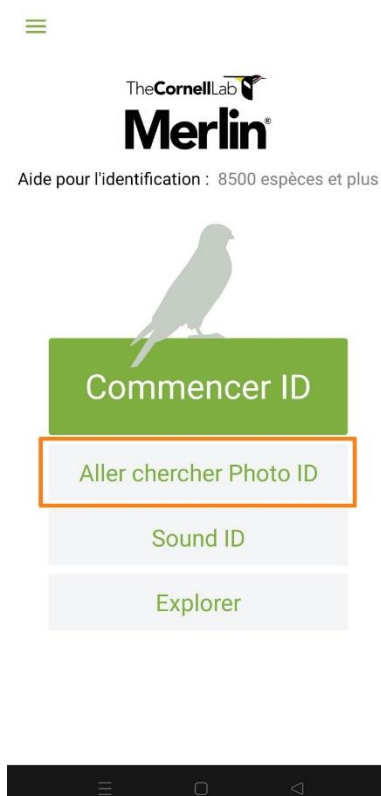 TheCornellLab
Merlin®
Aide pour l'identification : 8500 espèces et plus
Commencer ID
Aller chercher Photo ID
Sound ID
Explorer